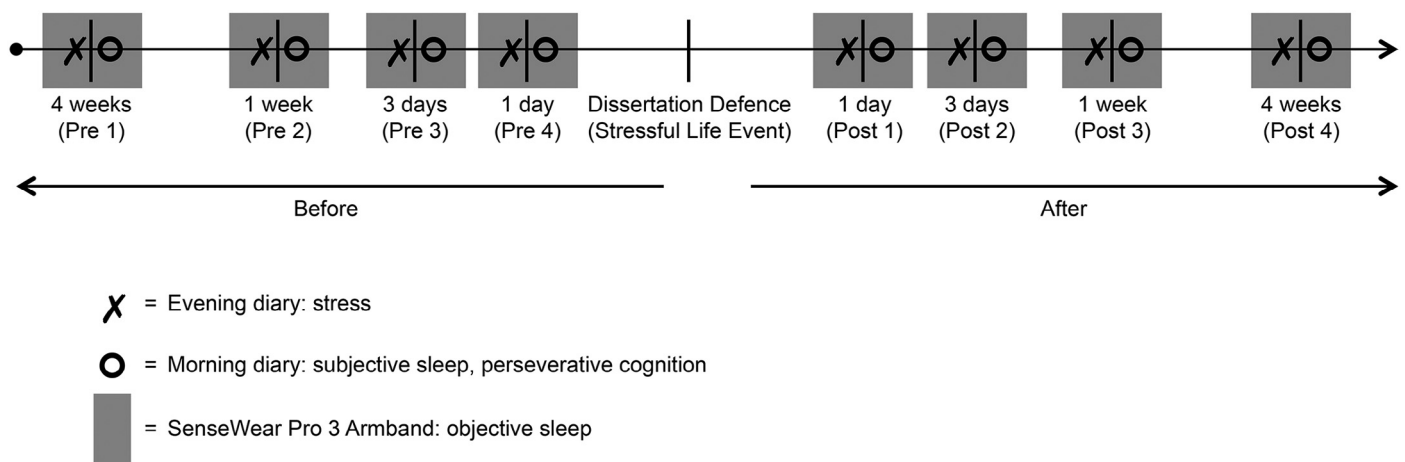 4 weeks
(Pre 1)
1 week
(Pre 2)
3 days
(Pre 3)
1 day
(Pre 4)
Dissertation Defence
(Stressful Life Event)
1 day
(Post 1)
3 days
(Post 2)
1 week
(Post 3)
4 weeks
(Post 4)
Before
After
✗ = Evening diary: stress
O = Morning diary: subjective sleep, perseverative cognition
= SenseWear Pro 3 Armband: objective sleep